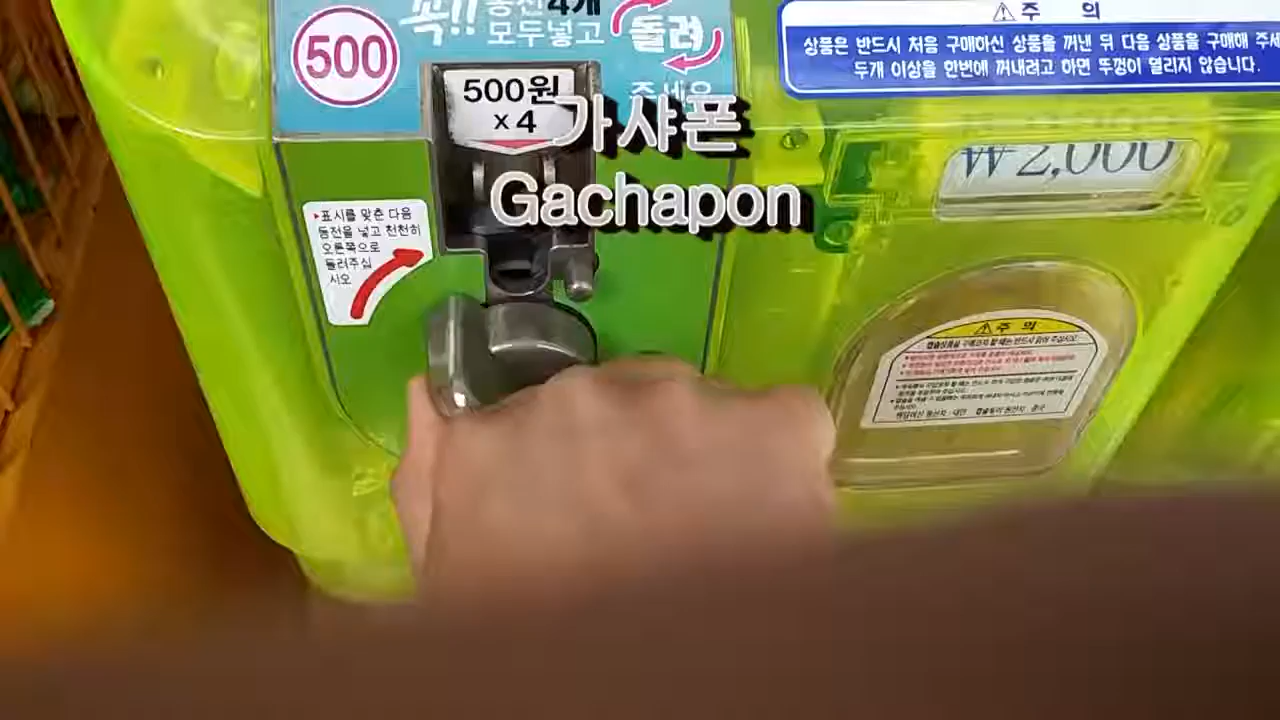 500
꼭!! 동전4개
모두넣고
돌려
주세요
500원
x 4
가샤폰
Gachapon
▸표시를 맞춘 다음
동전을 넣고 천천히
오른쪽으로
돌려주십
시오
⚠주 의
상품은 반드시 처음 구매하신 상품을 꺼낸 뒤 다음 상품을 구매해 주세
두개 이상을 한번에 꺼내려고 하면 뚜껑이 열리지 않습니다.
₩2,000
⚠주 의